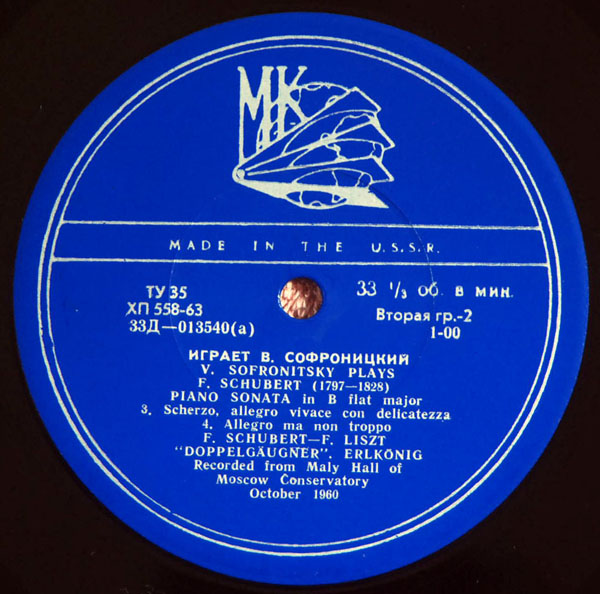 МК
MADE IN THE U.S.S.R.
ТУ 35
ХП 558-63
33Д—013540(а)
33 1/3 об. в мин.
Вторая гр.-2
1-00
ИГРАЕТ В. СОФРОНИЦКИЙ
V. SOFRONITSKY PLAYS
F. SCHUBERT (1797—1828)
PIANO SONATA in B flat major
3. Scherzo, allegro vivace con delicatezza
4. Allegro ma non troppo
F. SCHUBERT—F. LISZT
"DOPPELGÄUGNER", ERLKÖNIG
Recorded from Maly Hall of
Moscow Conservatory
October 1960